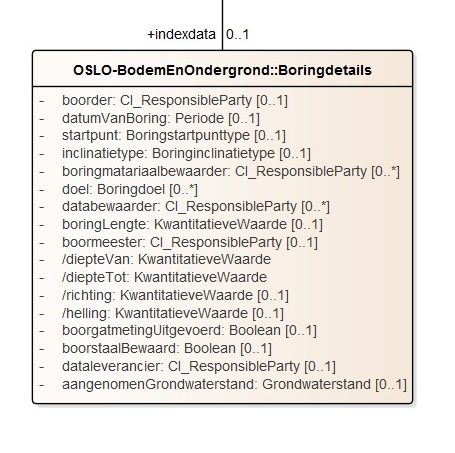 +indexdata 0..1
OSLO-BodemEnOndergrond::Boringdetails
- boorder: CI_ResponsibleParty [0..1]
- datumVanBoring: Periode [0..1]
- startpunt: Boringstartpunttype [0..1]
- inclinatietype: Boringinclinatietype [0..1]
- boringmatariaalbewaarder: CI_ResponsibleParty [0..*]
- doel: Boringdoel [0..*]
- databewaarder: CI_ResponsibleParty [0..*]
- boringLengte: KwantitatieveWaarde [0..1]
- boormeester: CI_ResponsibleParty [0..1]
- /diepteVan: KwantitatieveWaarde
- /diepteTot: KwantitatieveWaarde
- /richting: KwantitatieveWaarde [0..1]
- /helling: KwantitatieveWaarde [0..1]
- boorgatmetingUitgevoerd: Boolean [0..1]
- boorstaalBewaard: Boolean [0..1]
- dataleverancier: CI_ResponsibleParty [0..1]
- aangenomenGrondwaterstand: Grondwaterstand [0..1]